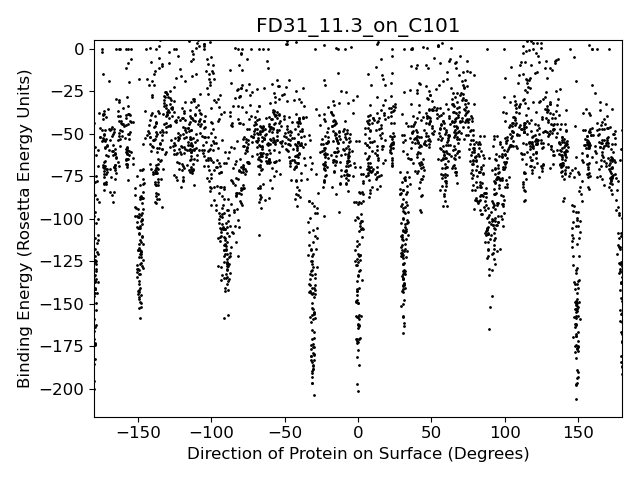 FD31_11.3_on_C101
Binding Energy (Rosetta Energy Units)
0
−25
−50
−75
−100
−125
−150
−175
−200
−150 −100 −50 0 50 100 150
Direction of Protein on Surface (Degrees)